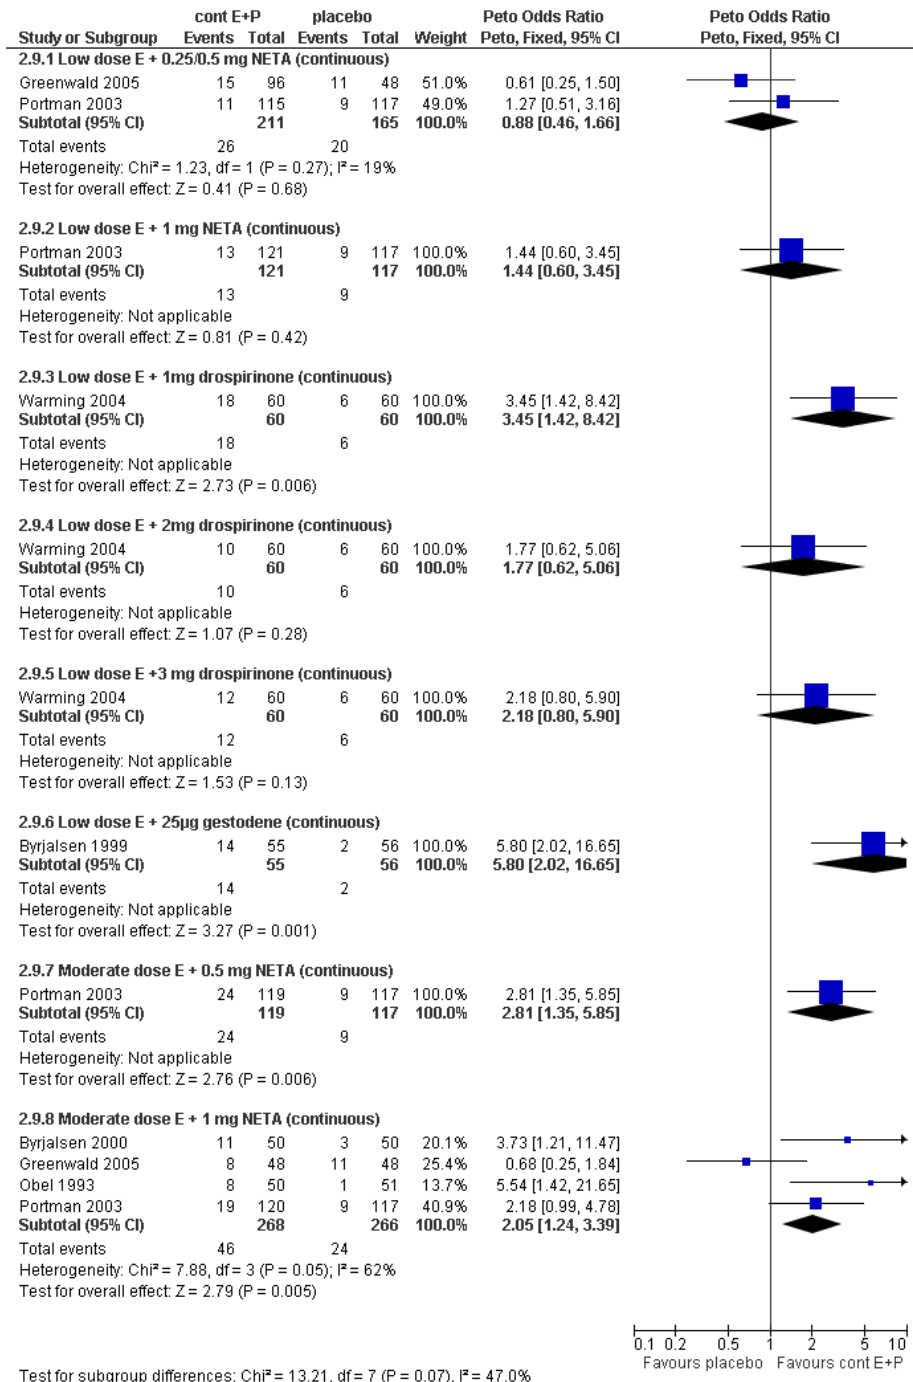 cont E+P placebo Peto Odds Ratio Peto Odds Ratio
Study or Subgroup Events Total Events Total Weight Peto, Fixed, 95% CI Peto, Fixed, 95% CI
2.9.1 Low dose E + 0.25/0.5 mg NETA (continuous)
Greenwald 2005 15 96 11 48 51.0% 0.61 [0.25, 1.50]
Portman 2003 11 115 9 117 49.0% 1.27 [0.51, 3.16]
Subtotal (95% CI) 211 165 100.0% 0.88 [0.46, 1.66]
Total events 26 20
Heterogeneity: Chi² = 1.23, df = 1 (P = 0.27); I² = 19%
Test for overall effect: Z = 0.41 (P = 0.68)
2.9.2 Low dose E + 1 mg NETA (continuous)
Portman 2003 13 121 9 117 100.0% 1.44 [0.60, 3.45]
Subtotal (95% CI) 121 117 100.0% 1.44 [0.60, 3.45]
Total events 13 9
Heterogeneity: Not applicable
Test for overall effect: Z = 0.81 (P = 0.42)
2.9.3 Low dose E + 1mg drospirinone (continuous)
Warming 2004 18 60 6 60 100.0% 3.45 [1.42, 8.42]
Subtotal (95% CI) 60 60 100.0% 3.45 [1.42, 8.42]
Total events 18 6
Heterogeneity: Not applicable
Test for overall effect: Z = 2.73 (P = 0.006)
2.9.4 Low dose E + 2mg drospirinone (continuous)
Warming 2004 10 60 6 60 100.0% 1.77 [0.62, 5.06]
Subtotal (95% CI) 60 60 100.0% 1.77 [0.62, 5.06]
Total events 10 6
Heterogeneity: Not applicable
Test for overall effect: Z = 1.07 (P = 0.28)
2.9.5 Low dose E +3 mg drospirinone (continuous)
Warming 2004 12 60 6 60 100.0% 2.18 [0.80, 5.90]
Subtotal (95% CI) 60 60 100.0% 2.18 [0.80, 5.90]
Total events 12 6
Heterogeneity: Not applicable
Test for overall effect: Z = 1.53 (P = 0.13)
2.9.6 Low dose E + 25µg gestodene (continuous)
Byrjalsen 1999 14 55 2 56 100.0% 5.80 [2.02, 16.65]
Subtotal (95% CI) 55 56 100.0% 5.80 [2.02, 16.65]
Total events 14 2
Heterogeneity: Not applicable
Test for overall effect: Z = 3.27 (P = 0.001)
2.9.7 Moderate dose E + 0.5 mg NETA (continuous)
Portman 2003 24 119 9 117 100.0% 2.81 [1.35, 5.85]
Subtotal (95% CI) 119 117 100.0% 2.81 [1.35, 5.85]
Total events 24 9
Heterogeneity: Not applicable
Test for overall effect: Z = 2.76 (P = 0.006)
2.9.8 Moderate dose E + 1 mg NETA (continuous)
Byrjalsen 2000 11 50 3 50 20.1% 3.73 [1.21, 11.47]
Greenwald 2005 8 48 11 48 25.4% 0.68 [0.25, 1.84]
Obel 1993 8 50 1 51 13.7% 5.54 [1.42, 21.65]
Portman 2003 19 120 9 117 40.9% 2.18 [0.99, 4.78]
Subtotal (95% CI) 268 266 100.0% 2.05 [1.24, 3.39]
Total events 46 24
Heterogeneity: Chi² = 7.88, df = 3 (P = 0.05); I² = 62%
Test for overall effect: Z = 2.79 (P = 0.005)
0.1 0.2 0.5 1 2 5 10
Favours placebo Favours cont E+P
Test for subgroup differences: Chi² = 13.21, df = 7 (P = 0.07), I² = 47.0%